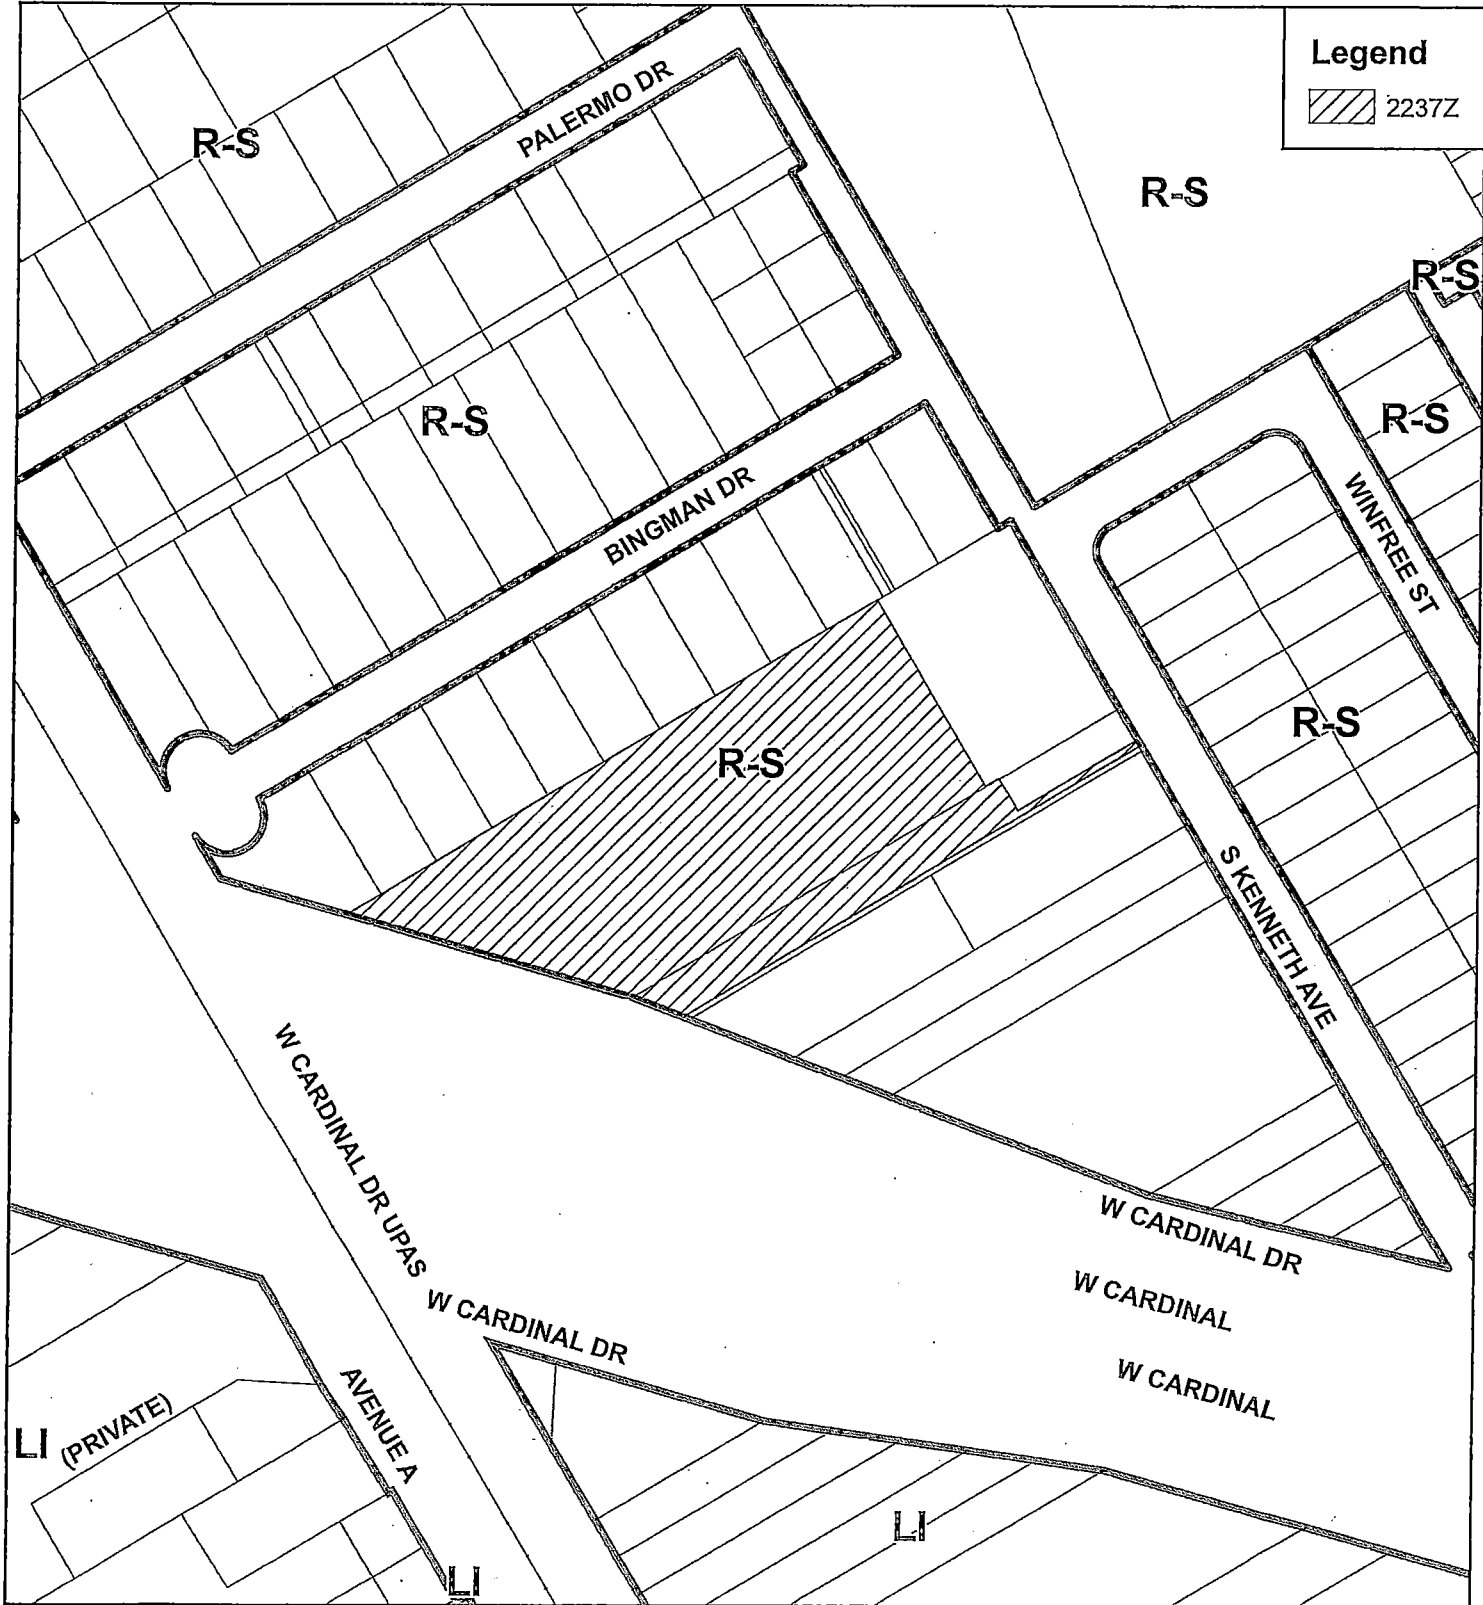 Legend
2237Z
PALERMO DR
R-S
R-S
R-S
R-S
R-S
BINGMAN DR
WINFREE ST
R-S
R-S
S KENNETH AVE
W CARDINAL DR UPAS
W CARDINAL DR
W CARDINAL
W CARDINAL DR
W CARDINAL
AVENUE A
LI
(PRIVATE)
LI
LI